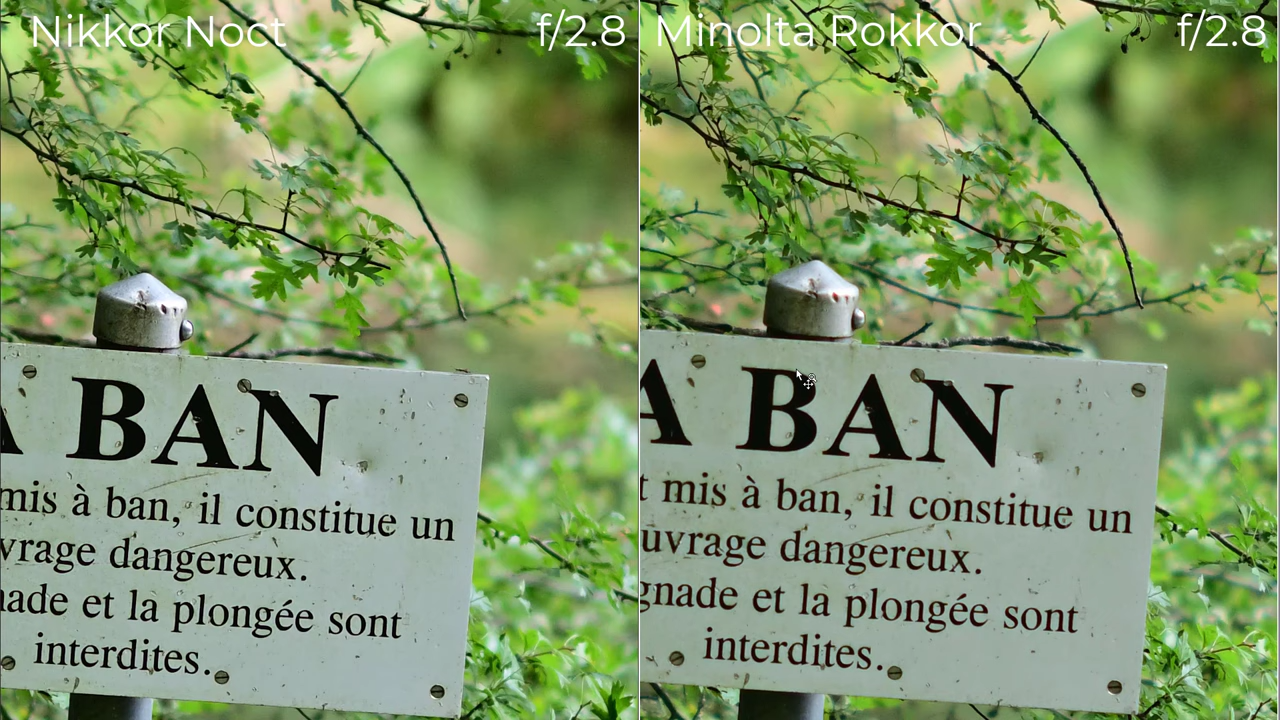 Nikkor Noct f/2.8
A BAN
mis à ban, il constitue un
vrage dangereux.
nade et la plongée sont
interdites.
Minolta Rokkor f/2.8
A BAN
t mis à ban, il constitue un
uvrage dangereux.
gnade et la plongée sont
interdites.